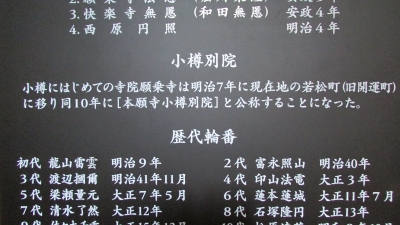 3. 快楽寺無愚 (和田無愚) 安政4年
4. 西原円照 明治4年
小樽別院
小樽にはじめての寺院願乗寺は明治7年に現在地の若松町(旧開運町)
に移り同10年に[本願寺小樽別院]と公称することになった。
歴代輪番
初代 龍山雷雲 明治9年 2代 富永照山 明治40年
3代 渡辺摑爾 明治41年11月 4代 印山法電 大正3年
5代 梁瀬量元 大正7年5月 6代 蓮本蓮城 大正11年7月
7代 清水了然 大正12年 8代 石塚隆円 大正13年